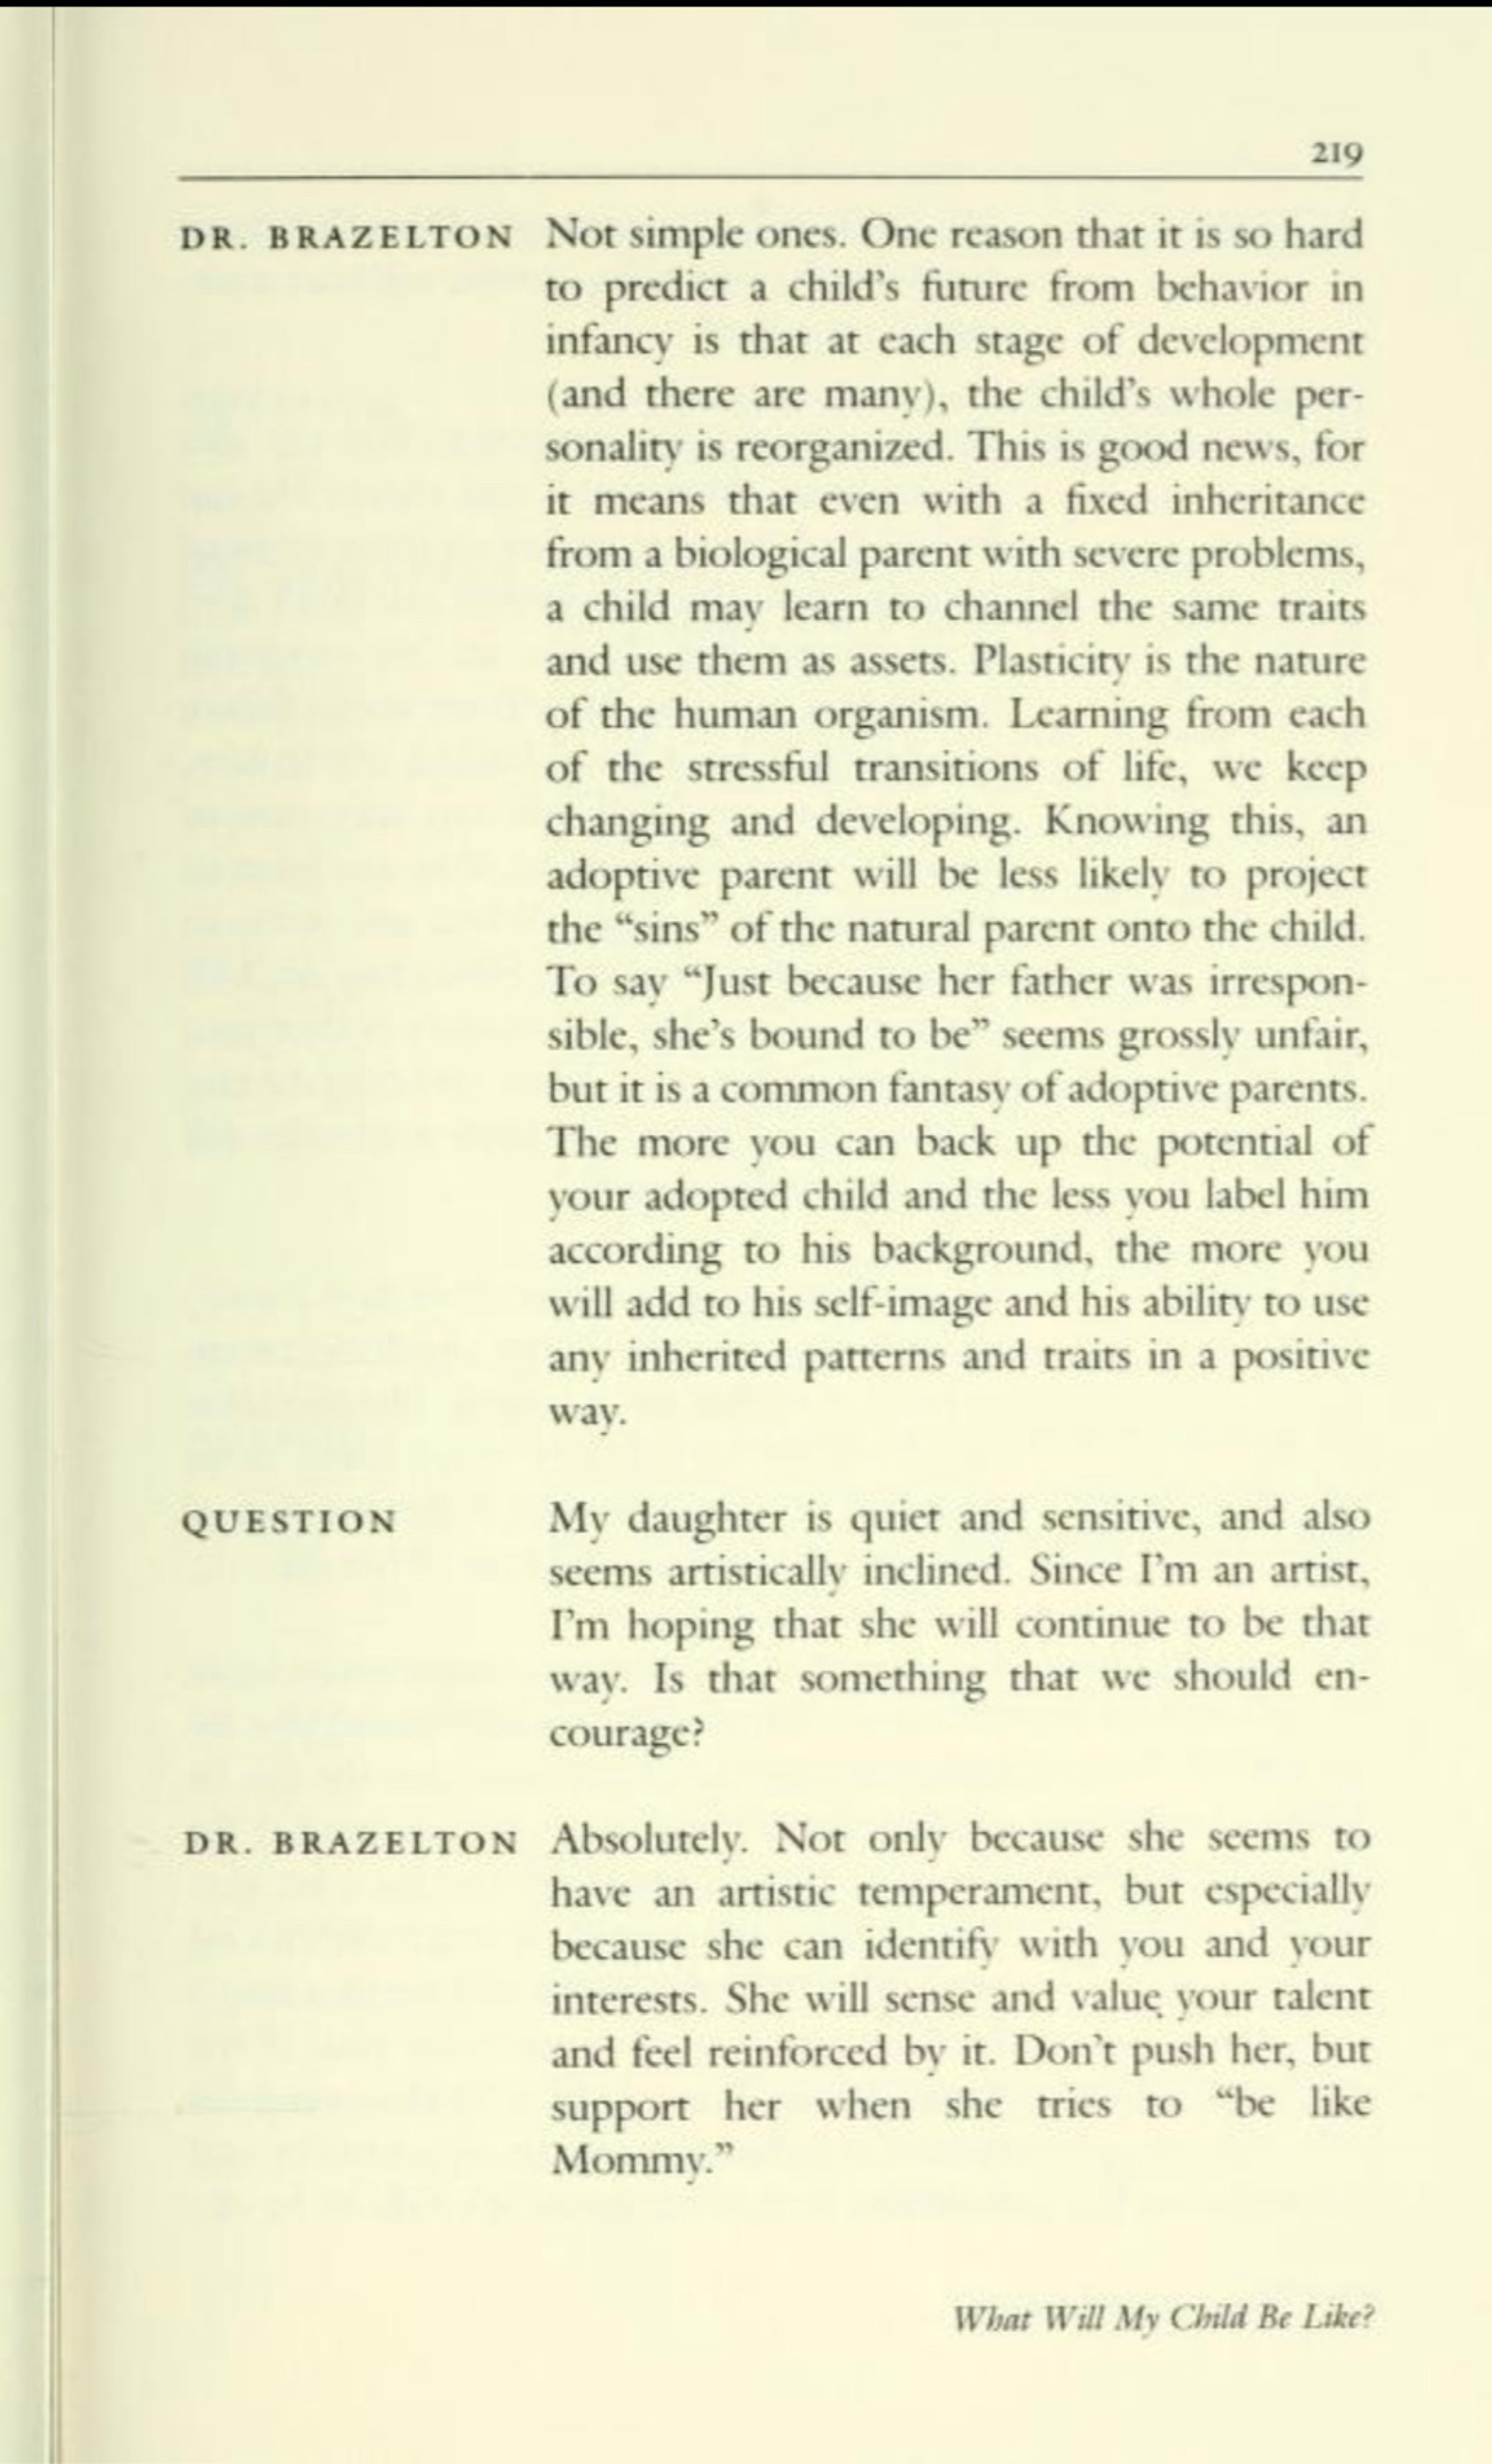 219
DR. BRAZELTON Not simple ones. One reason that it is so hard
to predict a child's future from behavior in
infancy is that at each stage of development
(and there are many), the child's whole per-
sonality is reorganized. This is good news, for
it means that even with a fixed inheritance
from a biological parent with severe problems,
a child may learn to channel the same traits
and use them as assets. Plasticity is the nature
of the human organism. Learning from each
of the stressful transitions of life, we keep
changing and developing. Knowing this, an
adoptive parent will be less likely to project
the “sins” of the natural parent onto the child.
To say “Just because her father was irrespon-
sible, she's bound to be” seems grossly unfair,
but it is a common fantasy of adoptive parents.
The more you can back up the potential of
your adopted child and the less you label him
according to his background, the more you
will add to his self-image and his ability to use
any inherited patterns and traits in a positive
way.
QUESTION My daughter is quiet and sensitive, and also
seems artistically inclined. Since I'm an artist,
I'm hoping that she will continue to be that
way. Is that something that we should en-
courage?
DR. BRAZELTON Absolutely. Not only because she seems to
have an artistic temperament, but especially
because she can identify with you and your
interests. She will sense and value your talent
and feel reinforced by it. Don't push her, but
support her when she tries to “be like
Mommy.”
What Will My Child Be Like?